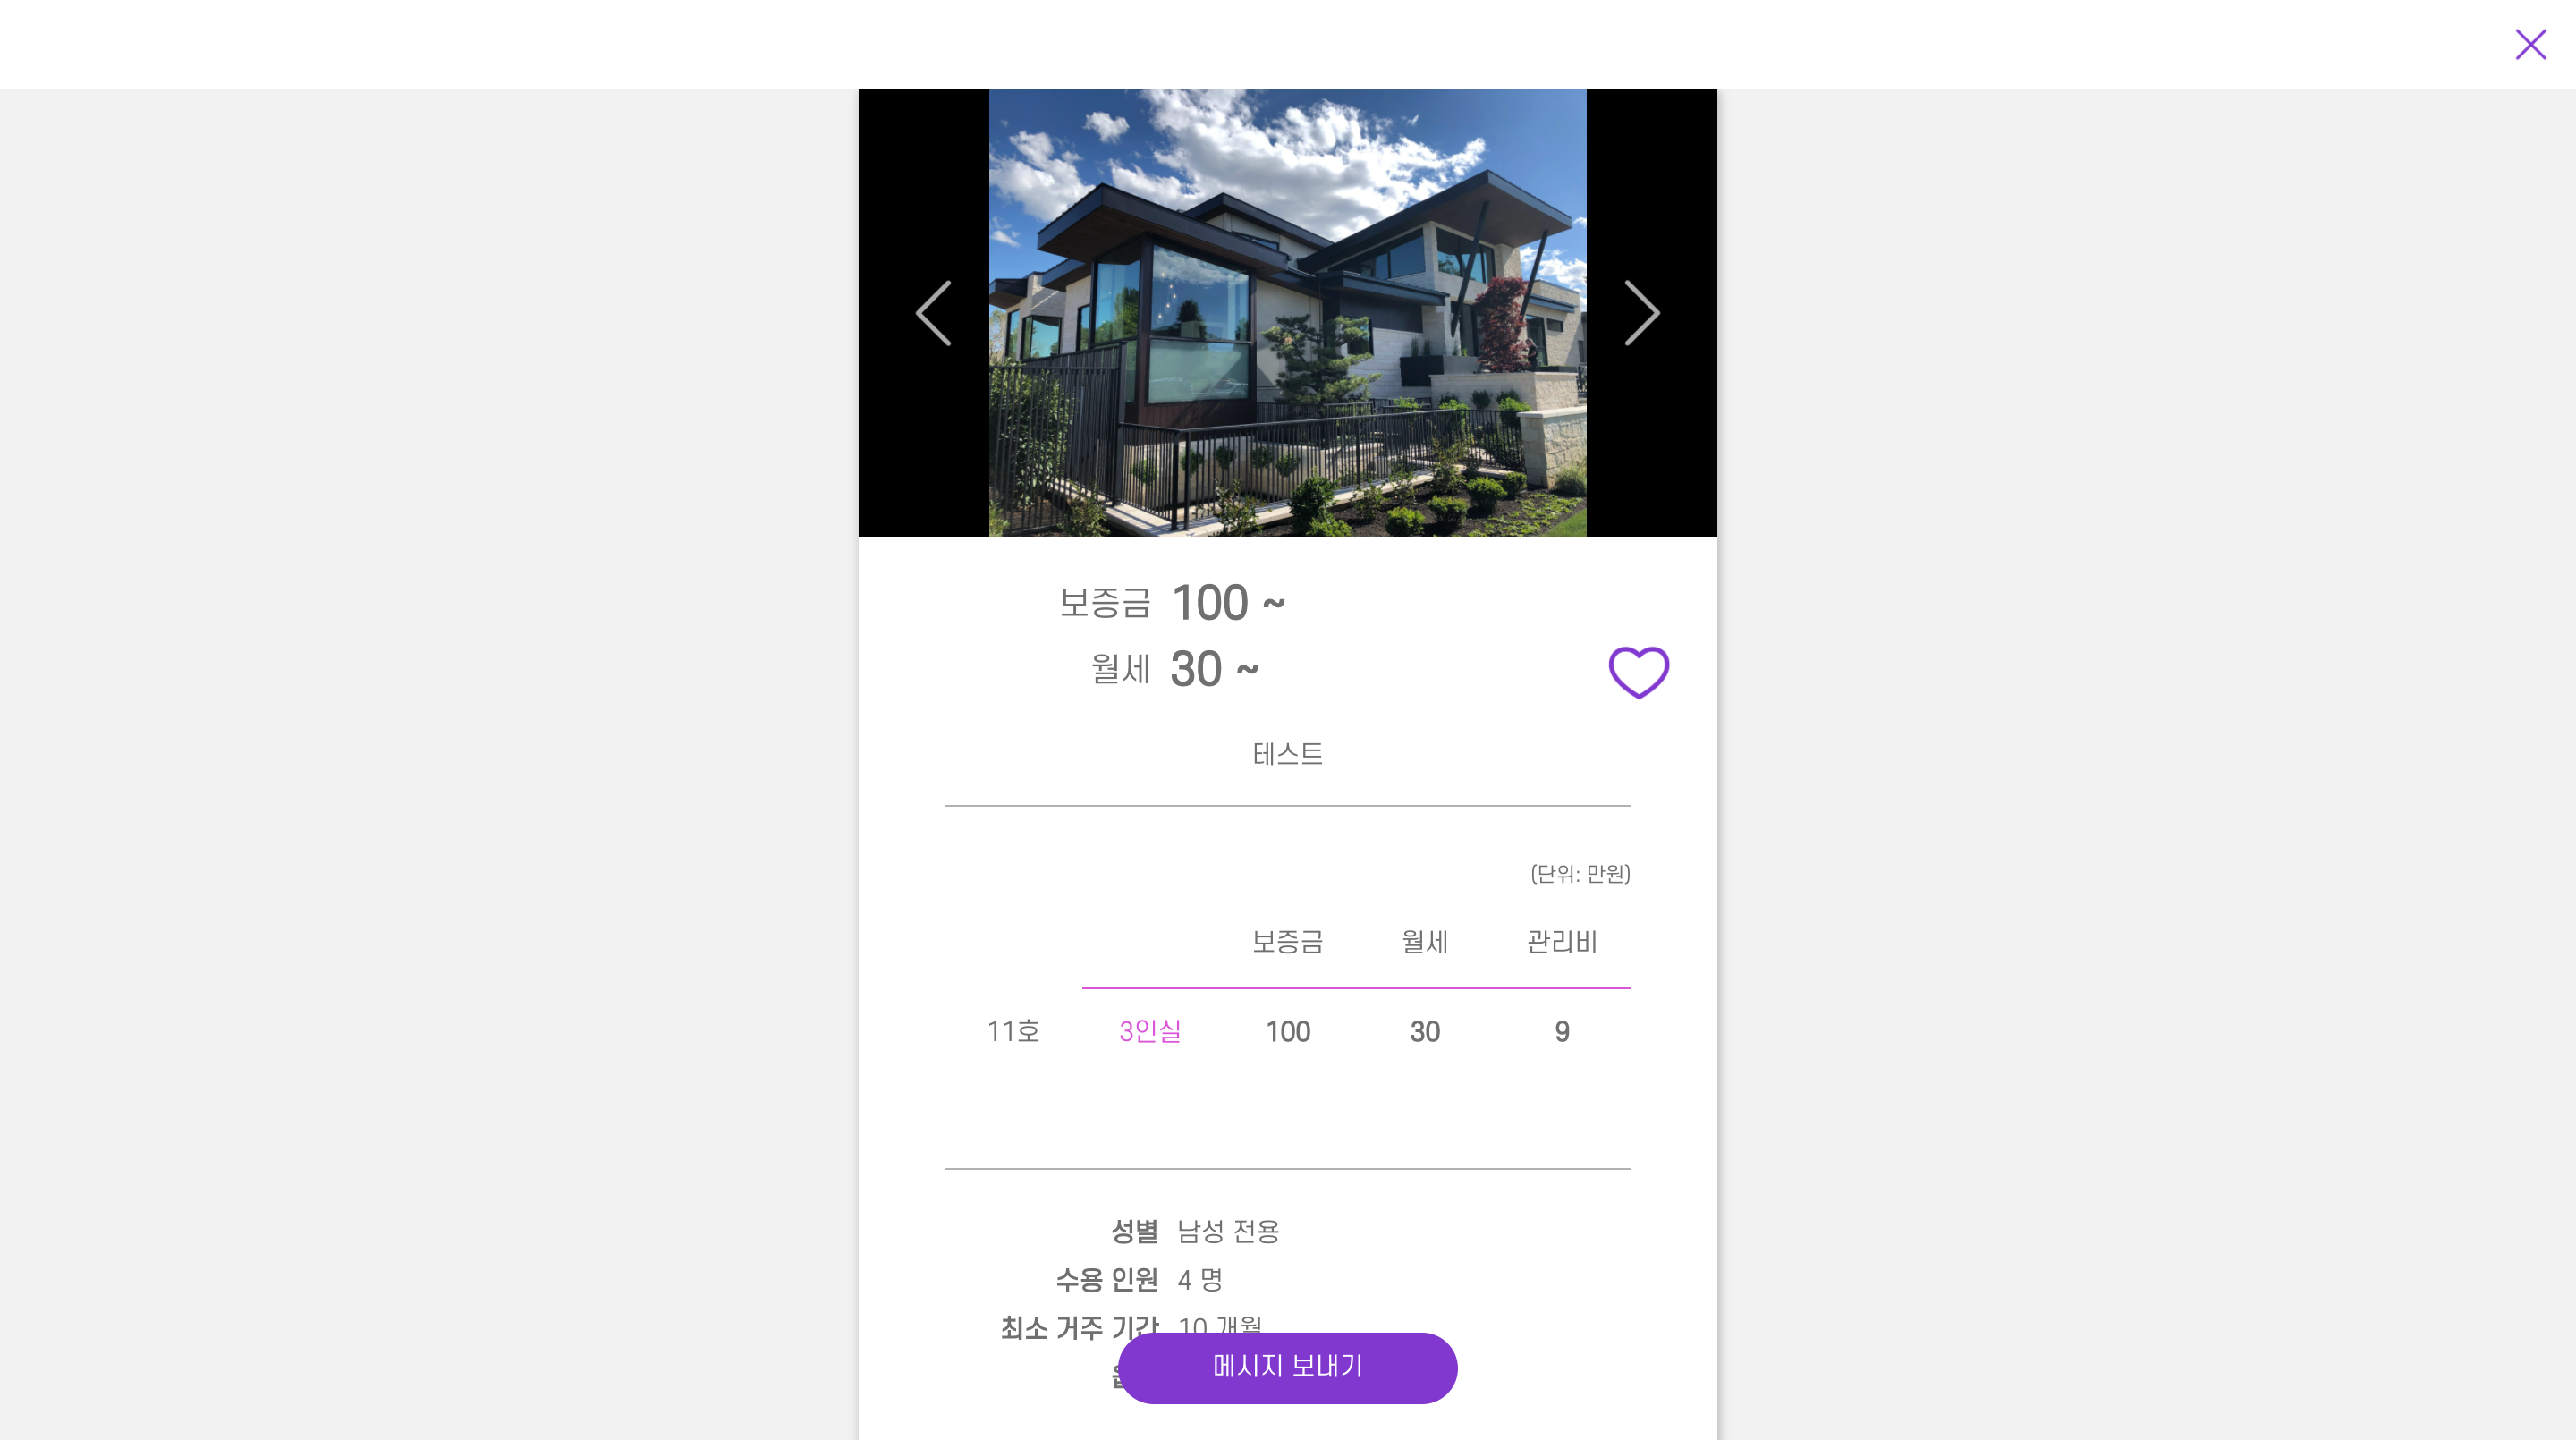 보증금 100 ~
월세 30 ~
테스트
(단위: 만원)
보증금 월세 관리비
11호 3인실 100 30 9
성별 남성 전용
수용 인원 4 명
최소 거주 기간 10 개월
메시지 보내기